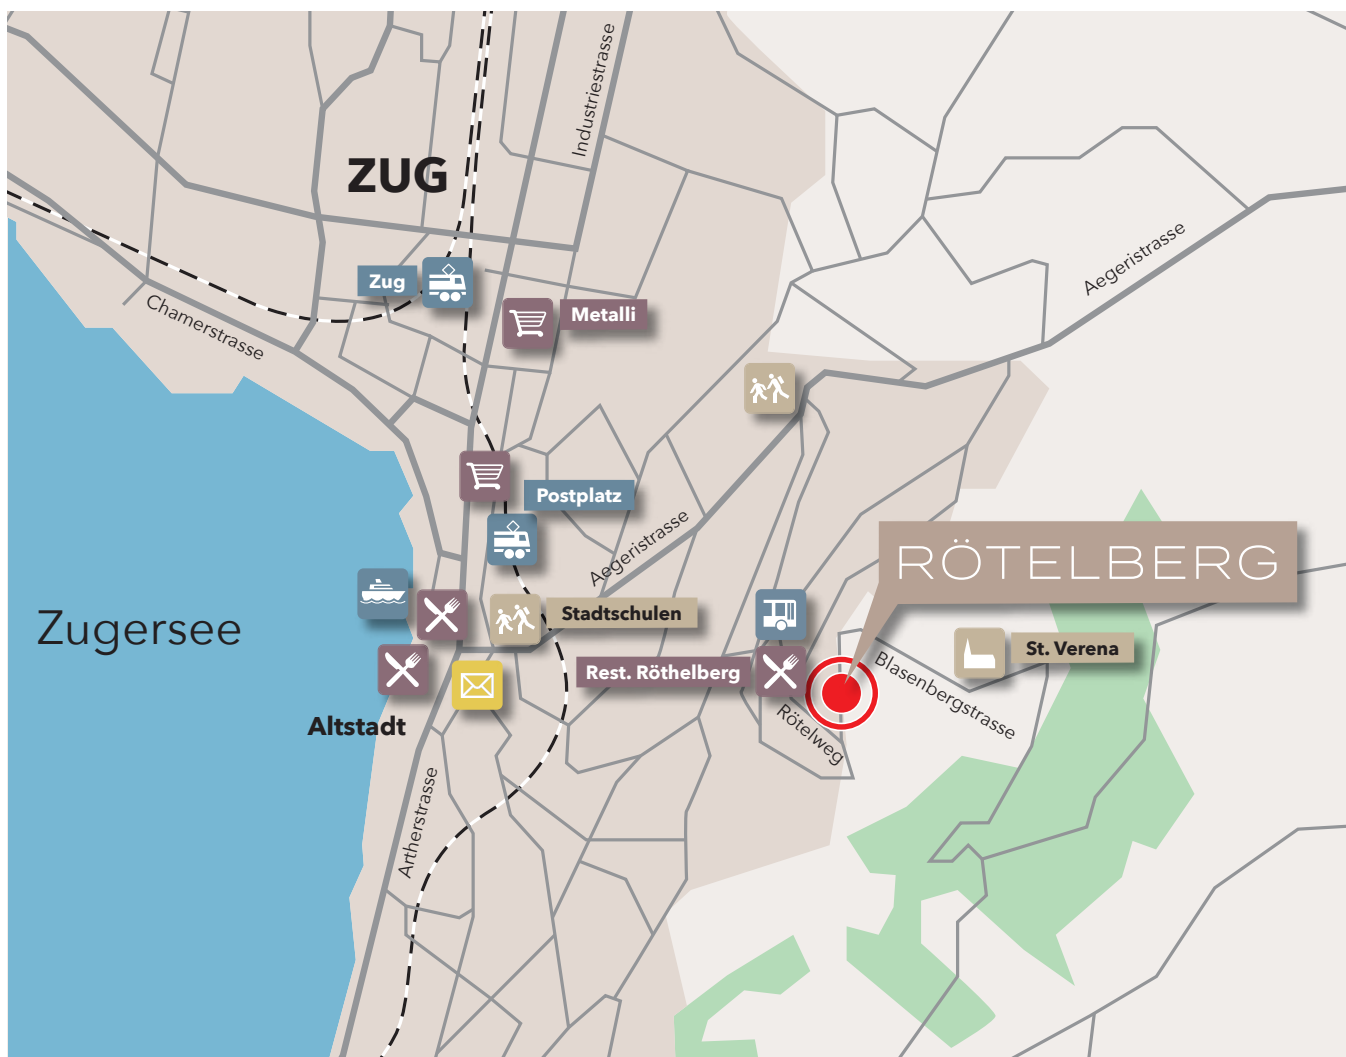 Industriestrasse
ZUG
Aegeristrasse
Zug
Metalli
Chamerstrasse
Postplatz
Aegeristrasse
RÖTELBERG
Zugersee
Stadtschulen
St. Verena
Rest. Röthelberg
Blasenbergstrasse
Altstadt
Rötelweg
Artherstrasse